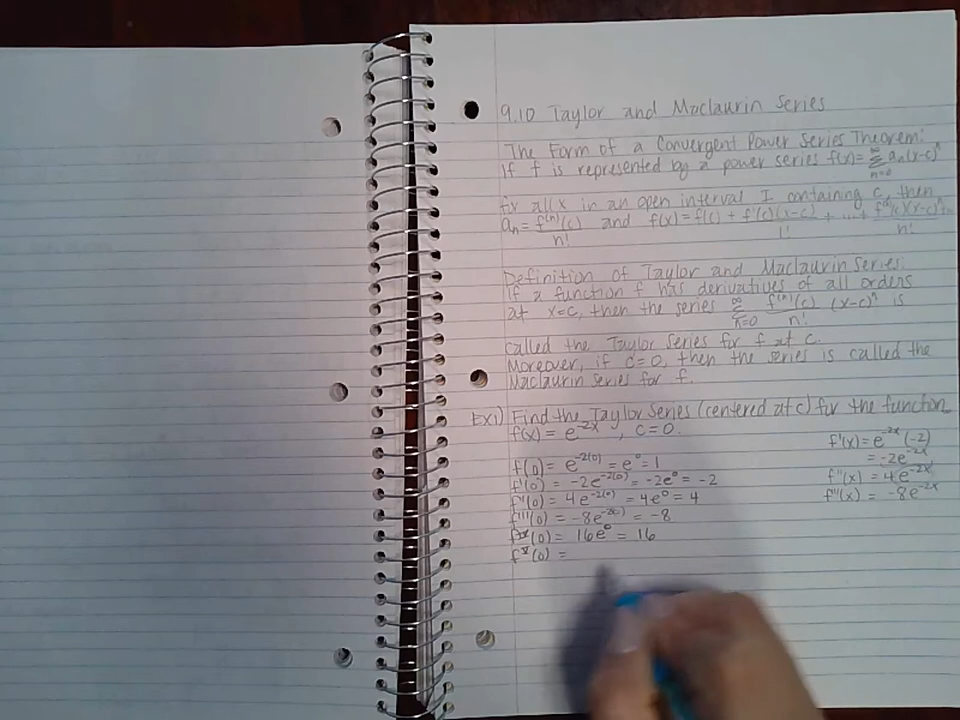 9.10 Taylor and Maclaurin Series
The Form of a Convergent Power Series Theorem:
If f is represented by a power series f(x) = ∞ Σ n=0 aₙ(x-c)ⁿ
for all x in an open interval I containing c, then
aₙ = f⁽ⁿ⁾(c)/n! and f(x) = f(c) + f'(c)(x-c)/1! + .... + f⁽ⁿ⁾(c)(x-c)ⁿ/n!
Definition of Taylor and Maclaurin Series:
If a function f has derivatives of all orders
at x=c, then the series ∞ Σ n=0 f⁽ⁿ⁾(c)/n! (x-c)ⁿ is
called the Taylor Series for f at c.
Moreover, if c=0, then the series is called the
Maclaurin Series for f.
Ex1) Find the Taylor Series (centered at c) for the function
f(x) = e^-2x, c=0.
f(0) = e^-2(0) = e⁰ = 1
f'(0) = -2e^-2(0) = -2e⁰ = -2
f''(0) = 4e^-2(0) = 4e⁰ = 4
f'''(0) = -8e^-2(0) = -8
f^IV(0) = 16e⁰ = 16
f^V(0) =
f'(x) = e^-2x (-2)
= -2e^-2x
f''(x) = 4e^-2x
f'''(x) = -8e^-2x